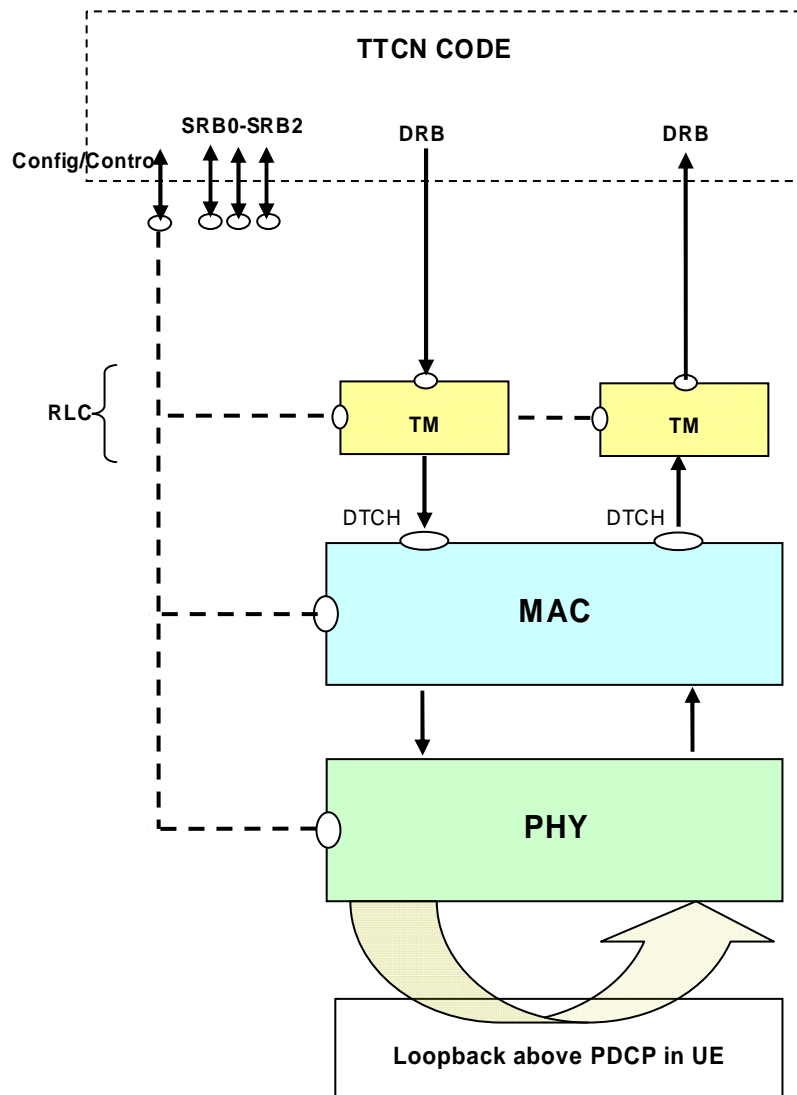 TTCN CODE
SRB0-SRB2
DRB
DRB
Config/Contro
RLC
TM
TM
DTCH
DTCH
MAC
PHY
Loopback above PDCP in UE